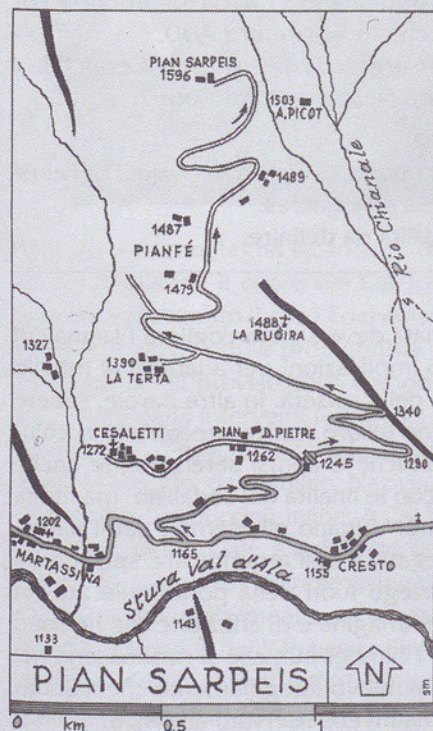 PIAN SARPEIS
1596
1503
A. PICOT
Rio Chianale
1489
1487
PIANFÉ
1479
1488
LA RUGIRA
1327
1390
LA TERTA
1340
CESALETTI
1272
PIAN D. PIETRE
1262
1245
1290
1202
MARTASSINA
1165
1155
CRESTO
Stura Val d'Ala
1143
1133
PIAN SARPEIS
N
0 km 0.5 1
sm